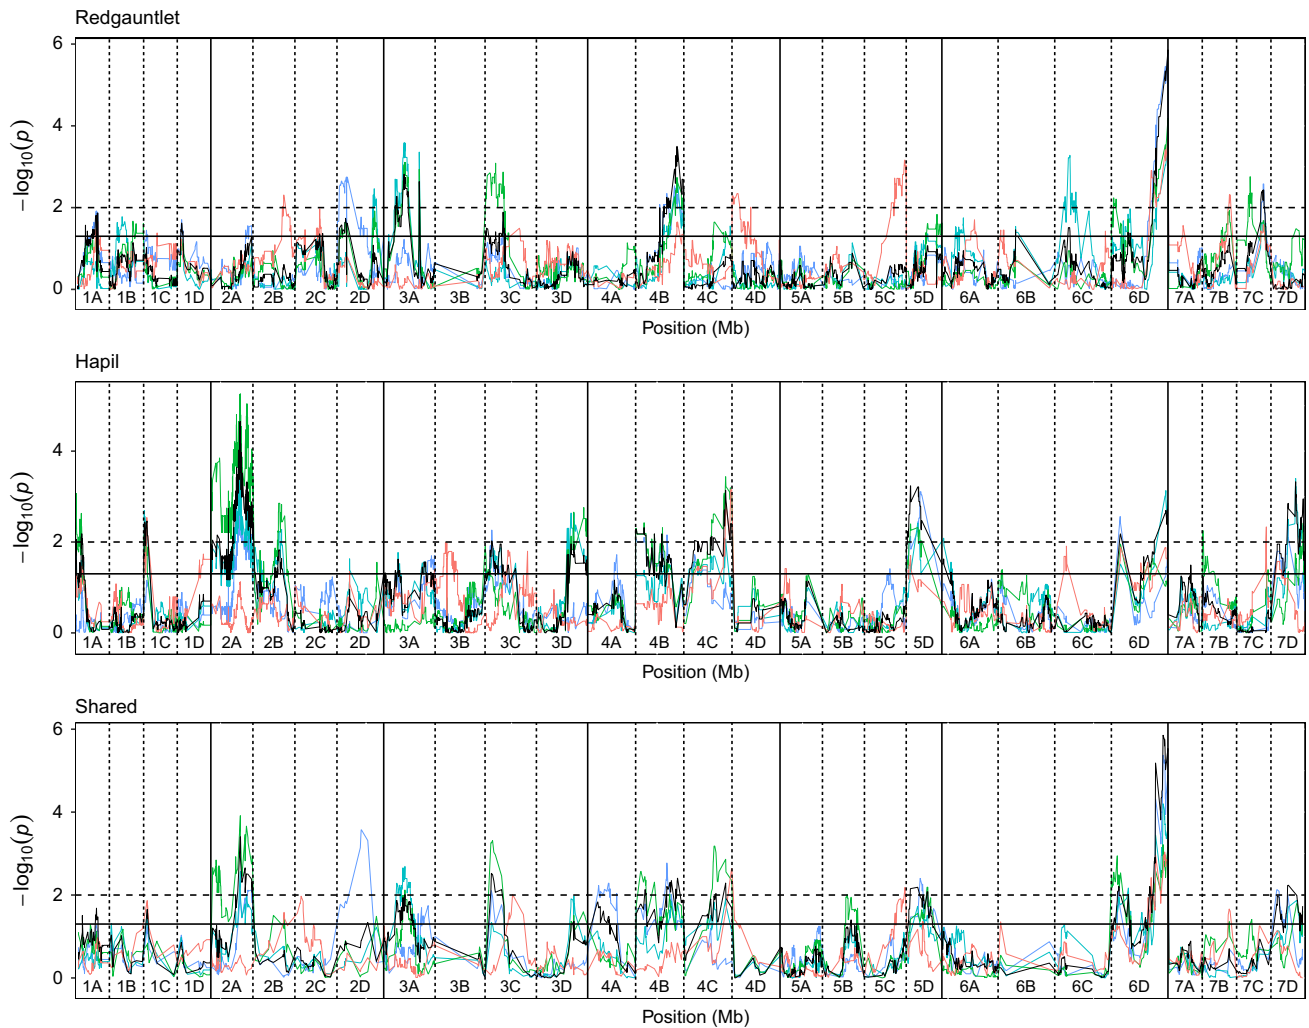 Redgauntlet
6
4
2
0
−log10(p)
1A 1B 1C 1D 2A 2B 2C 2D 3A 3B 3C 3D 4A 4B 4C 4D 5A 5B 5C 5D 6A 6B 6C 6D 7A 7B 7C 7D
Position (Mb)
Hapil
4
2
0
−log10(p)
1A 1B 1C 1D 2A 2B 2C 2D 3A 3B 3C 3D 4A 4B 4C 4D 5A 5B 5C 5D 6A 6B 6C 6D 7A 7B 7C 7D
Position (Mb)
Shared
6
4
2
0
−log10(p)
1A 1B 1C 1D 2A 2B 2C 2D 3A 3B 3C 3D 4A 4B 4C 4D 5A 5B 5C 5D 6A 6B 6C 6D 7A 7B 7C 7D
Position (Mb)